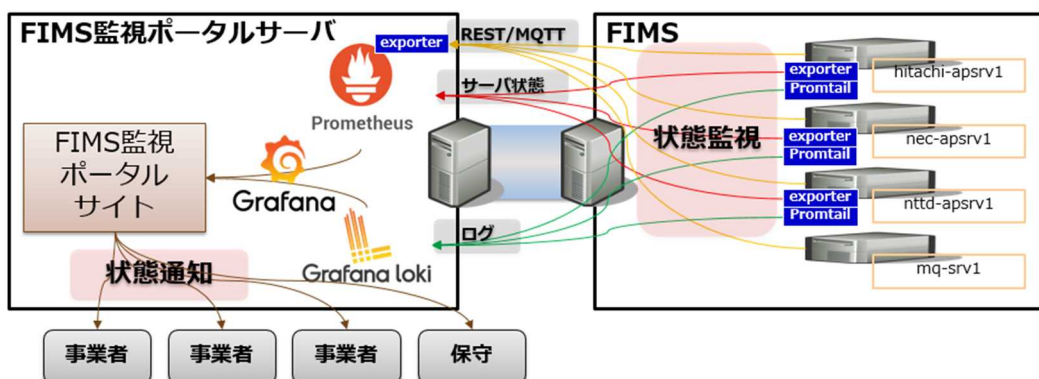 FIMS監視ポータルサーバ
exporter
REST/MQTT
サーバ状態
Prometheus
FIMS監視
ポータル
サイト
Grafana
Grafana loki
ログ
状態通知
事業者
事業者
事業者
保守
FIMS
状態監視
exporter
Promtail
hitachi-apsrv1
exporter
Promtail
nec-apsrv1
exporter
Promtail
nttd-apsrv1
mq-srv1